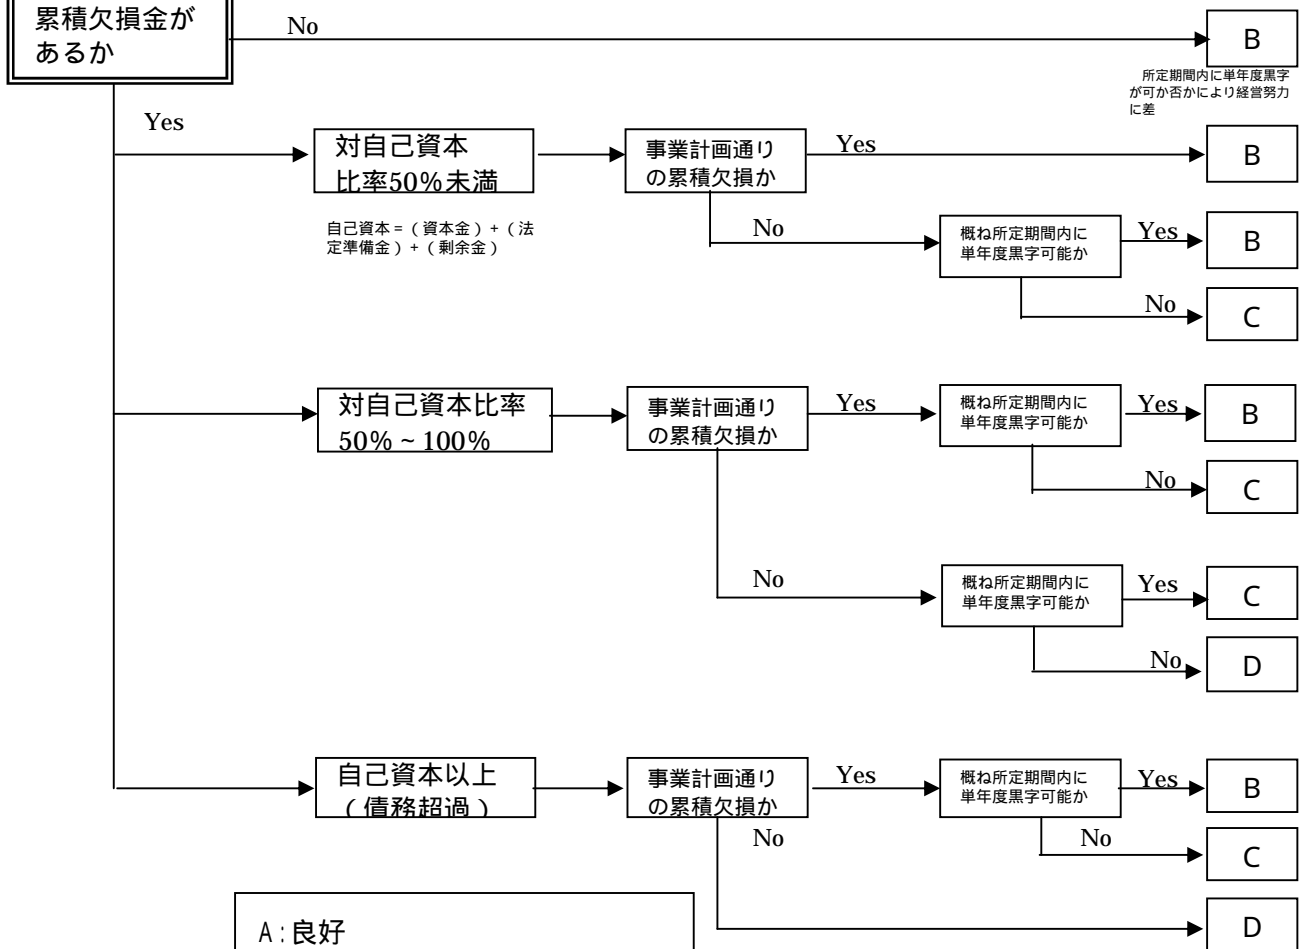 累積欠損金が
あるか
No
B
所定期間内に単年度黒字
が可か否かにより経営努力
に差
Yes
対自己資本
比率50%未満
事業計画通り
の累積欠損か
Yes
B
自己資本=(資本金)+(法
定準備金)+(剰余金)
No
概ね所定期間内に
単年度黒字可能か
Yes
B
No
C
対自己資本比率
50%~100%
事業計画通り
の累積欠損か
Yes
概ね所定期間内に
単年度黒字可能か
Yes
B
No
C
No
概ね所定期間内に
単年度黒字可能か
Yes
C
No
D
自己資本以上
(債務超過)
事業計画通り
の累積欠損か
Yes
概ね所定期間内に
単年度黒字可能か
Yes
B
No
No
C
A:良好
D